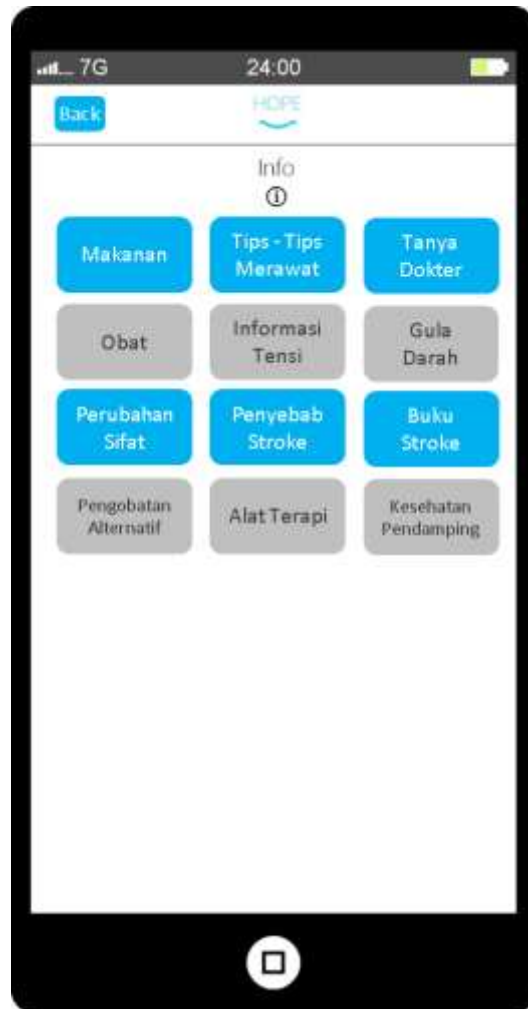 7G 24:00
Back HOPE
Info
Makanan
Tips - Tips
Merawat
Tanya
Dokter
Obat
Informasi
Tensi
Gula
Darah
Perubahan
Sifat
Penyebab
Stroke
Buku
Stroke
Pengobatan
Alternatif
Alat Terapi
Kesehatan
Pendamping